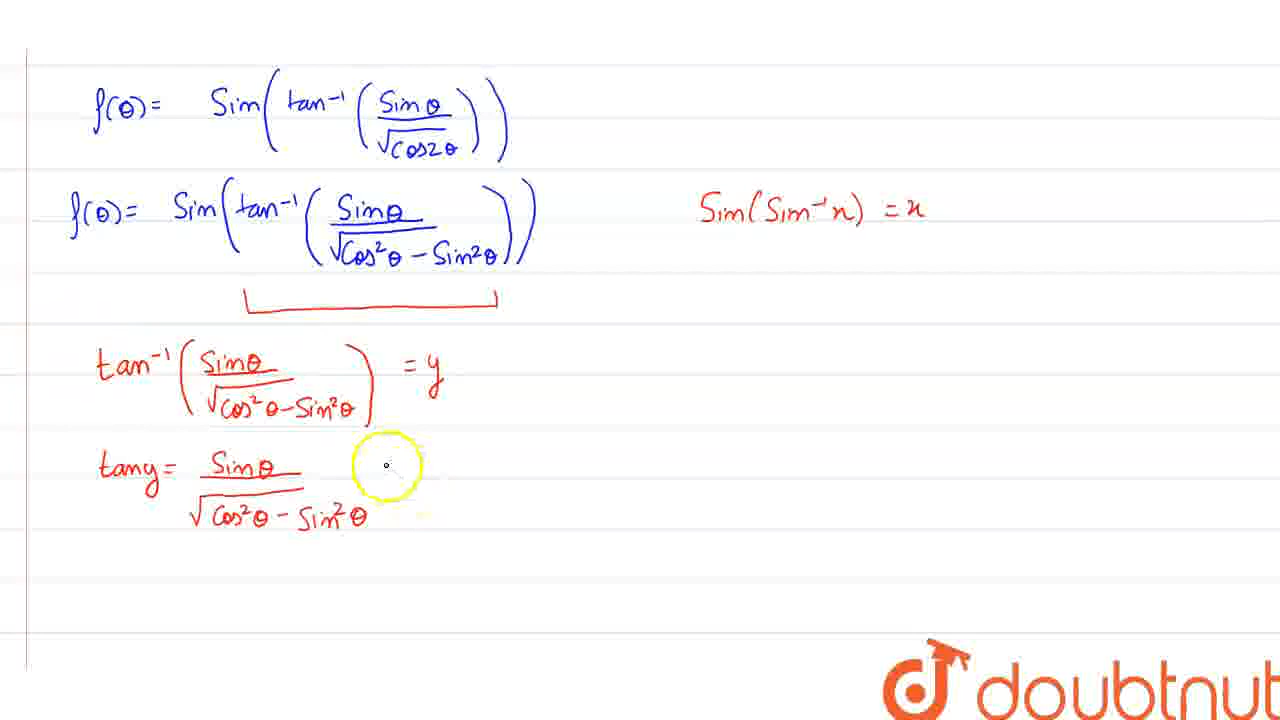 f(θ) = Sin(tan⁻¹(Sinθ/√Cos2θ))
f(θ) = Sin(tan⁻¹(Sinθ/√Cos²θ − Sin²θ))
Sin(Sin⁻¹x) = x
tan⁻¹(Sinθ/√Cos²θ − Sin²θ) = y
tany = Sinθ/√Cos²θ − Sin²θ
doubtnut